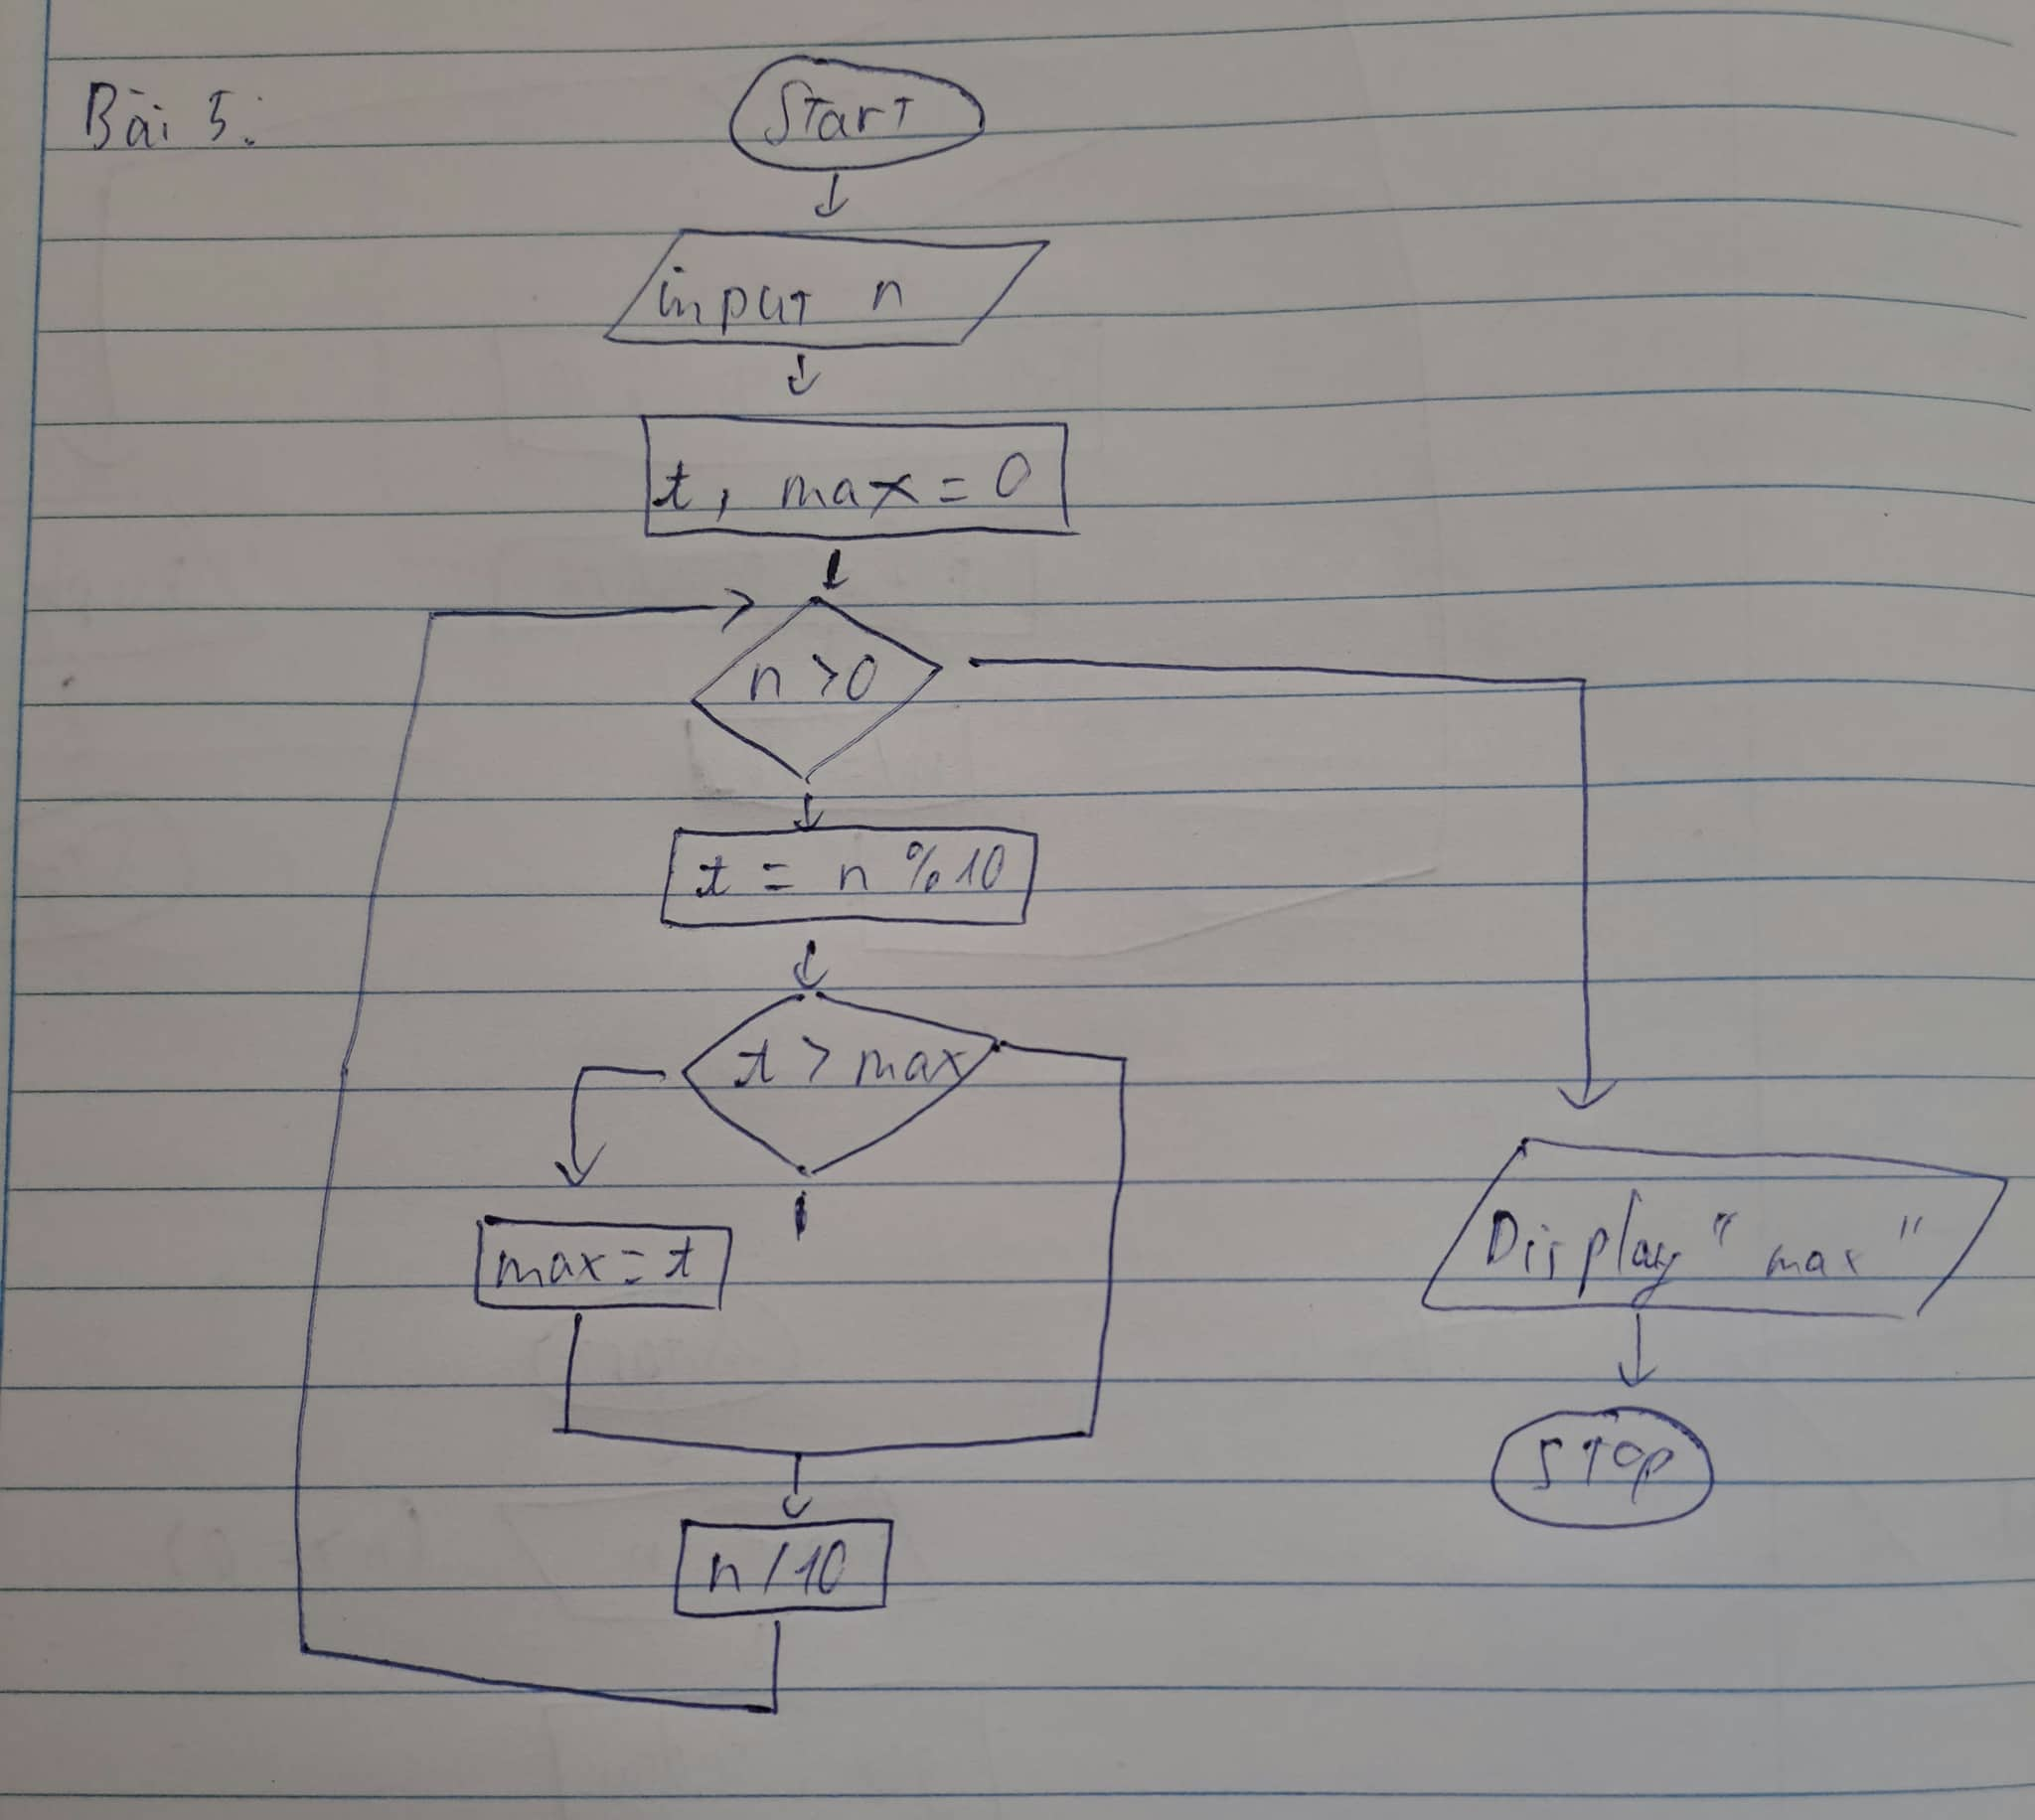 Bài 5:
Start
input n
t, max = 0
n > 0
t = n % 10
t > max
max = t
Display " max "
STOP
n / 10